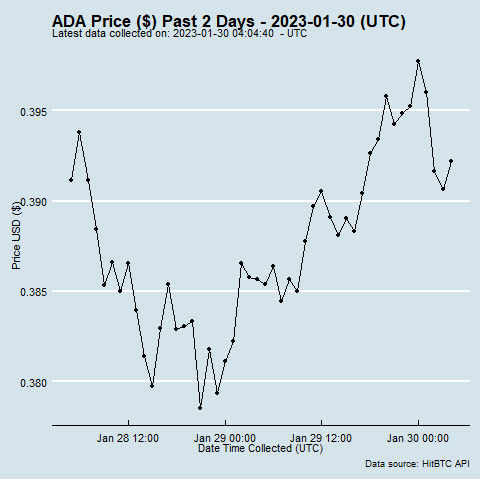 ADA Price ($) Past 2 Days - 2023-01-30 (UTC)
Latest data collected on: 2023-01-30 04:04:40 - UTC
0.395
0.390
0.385
0.380
Price USD ($)
Jan 28 12:00
Jan 29 00:00
Jan 29 12:00
Jan 30 00:00
Date Time Collected (UTC)
Data source: HitBTC API